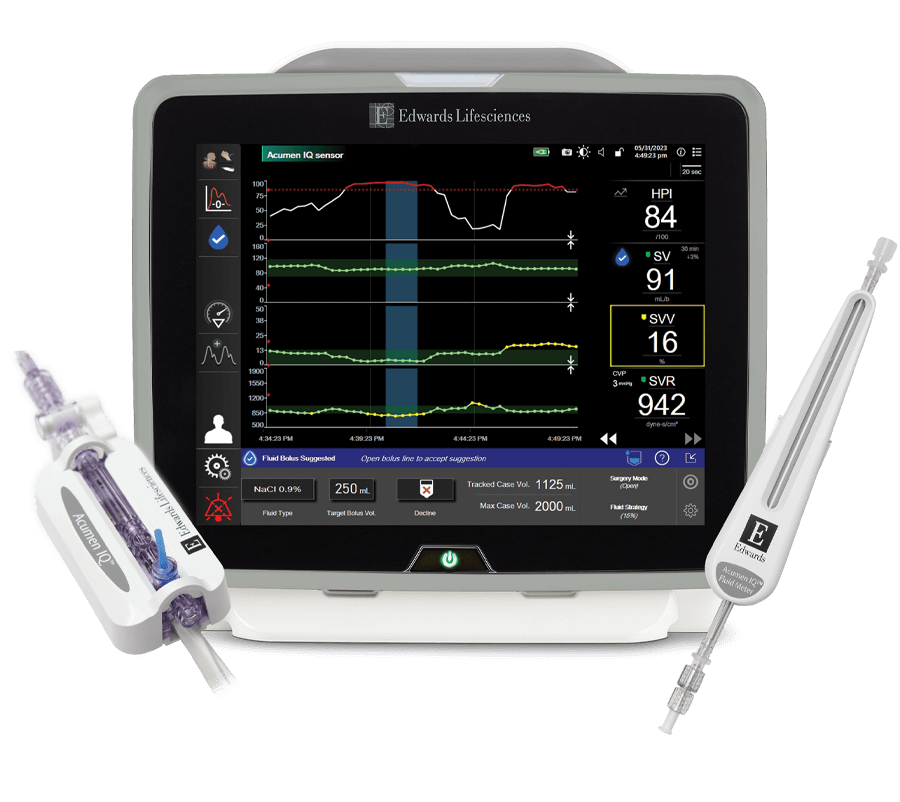 Edwards Lifesciences
Acumen IQ sensor
05/31/2023
4:49:23 pm
20 sec
100
75
50
25
0
HPI
84
/100
160
120
80
40
0
SV
30 min
+3%
91
mL/b
50
38
25
13
0
SVV
16
%
1900
1550
1200
850
500
CVP
3 mmHg
SVR
942
dyne-s/cm⁵
4:34:23 PM
4:39:23 PM
4:44:23 PM
4:49:23 PM
-0-
Fluid Bolus Suggested
Open bolus line to accept suggestion
NaCl 0.9%
Fluid Type
250 mL
Target Bolus Vol.
Decline
Tracked Case Vol. 1125 mL
Max Case Vol. 2000 mL
Surgery Mode
(Open)
Fluid Strategy
(15%)
Acumen IQ™
Edwards Lifesciences
E
Edwards
Acumen IQ™
Fluid Meter